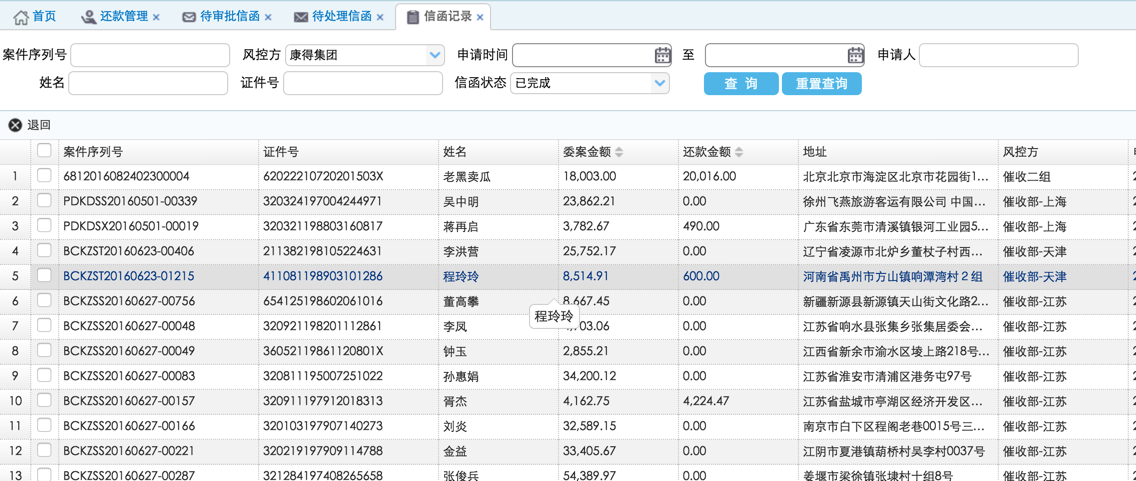 首页 还款管理 × 待审批信函 × 待处理信函 × 信函记录 ×
案件序列号 风控方 康得集团 申请时间 至 申请人
姓名 证件号 信函状态 已完成 查 询 重置查询
退回
案件序列号 证件号 姓名 委案金额 还款金额 地址 风控方
1 6812016082402300004 62022210720201503X 老黑卖瓜 18,003.00 20,016.00 北京北京市海淀区北京市花园街1... 催收二组
2 PDKDSS20160501-00339 320324197004244971 吴中明 23,862.21 0.00 徐州飞燕旅游客运有限公司 中国... 催收部-上海
3 PDKDSX20160501-00019 320321198803160817 蒋再启 3,782.67 490.00 广东省东莞市清溪镇银河工业园5... 催收部-上海
4 BCKZST20160623-00406 211382198105224631 李洪营 25,752.17 0.00 辽宁省凌源市北炉乡董杖子村西... 催收部-天津
5 BCKZST20160623-01215 411081198903101286 程玲玲 8,514.91 600.00 河南省禹州市方山镇响潭湾村２组 催收部-天津
6 BCKZSS20160627-00756 654125198602061016 董高攀 8,667.45 0.00 新疆新源县新源镇天山街文化路2... 催收部-江苏
程玲玲
7 BCKZSS20160627-00048 320921198201112861 李凤 703.06 0.00 江苏省响水县张集乡张集居委会... 催收部-江苏
8 BCKZSS20160627-00049 36052119861120801X 钟玉 2,855.21 0.00 江西省新余市渝水区堎上路218号... 催收部-江苏
9 BCKZSS20160627-00083 320811195007251022 孙惠娟 34,200.12 0.00 江苏省淮安市清浦区港务屯97号 催收部-江苏
10 BCKZSS20160627-00157 320911197912018313 胥杰 4,162.75 4,224.47 江苏省盐城市亭湖区经济开发区... 催收部-江苏
11 BCKZSS20160627-00166 320103197907140273 刘炎 32,589.15 0.00 南京市白下区程阁老巷0015号三... 催收部-江苏
12 BCKZSS20160627-00221 320219197909114788 金益 33,405.67 0.00 江阴市夏港镇葫桥村吴李村0037号 催收部-江苏
13 BCKZSS20160627-00287 321284197408265658 张俊兵 54,389.97 0.00 姜堰市梁徐镇张埭村十组8号 催收部-江苏